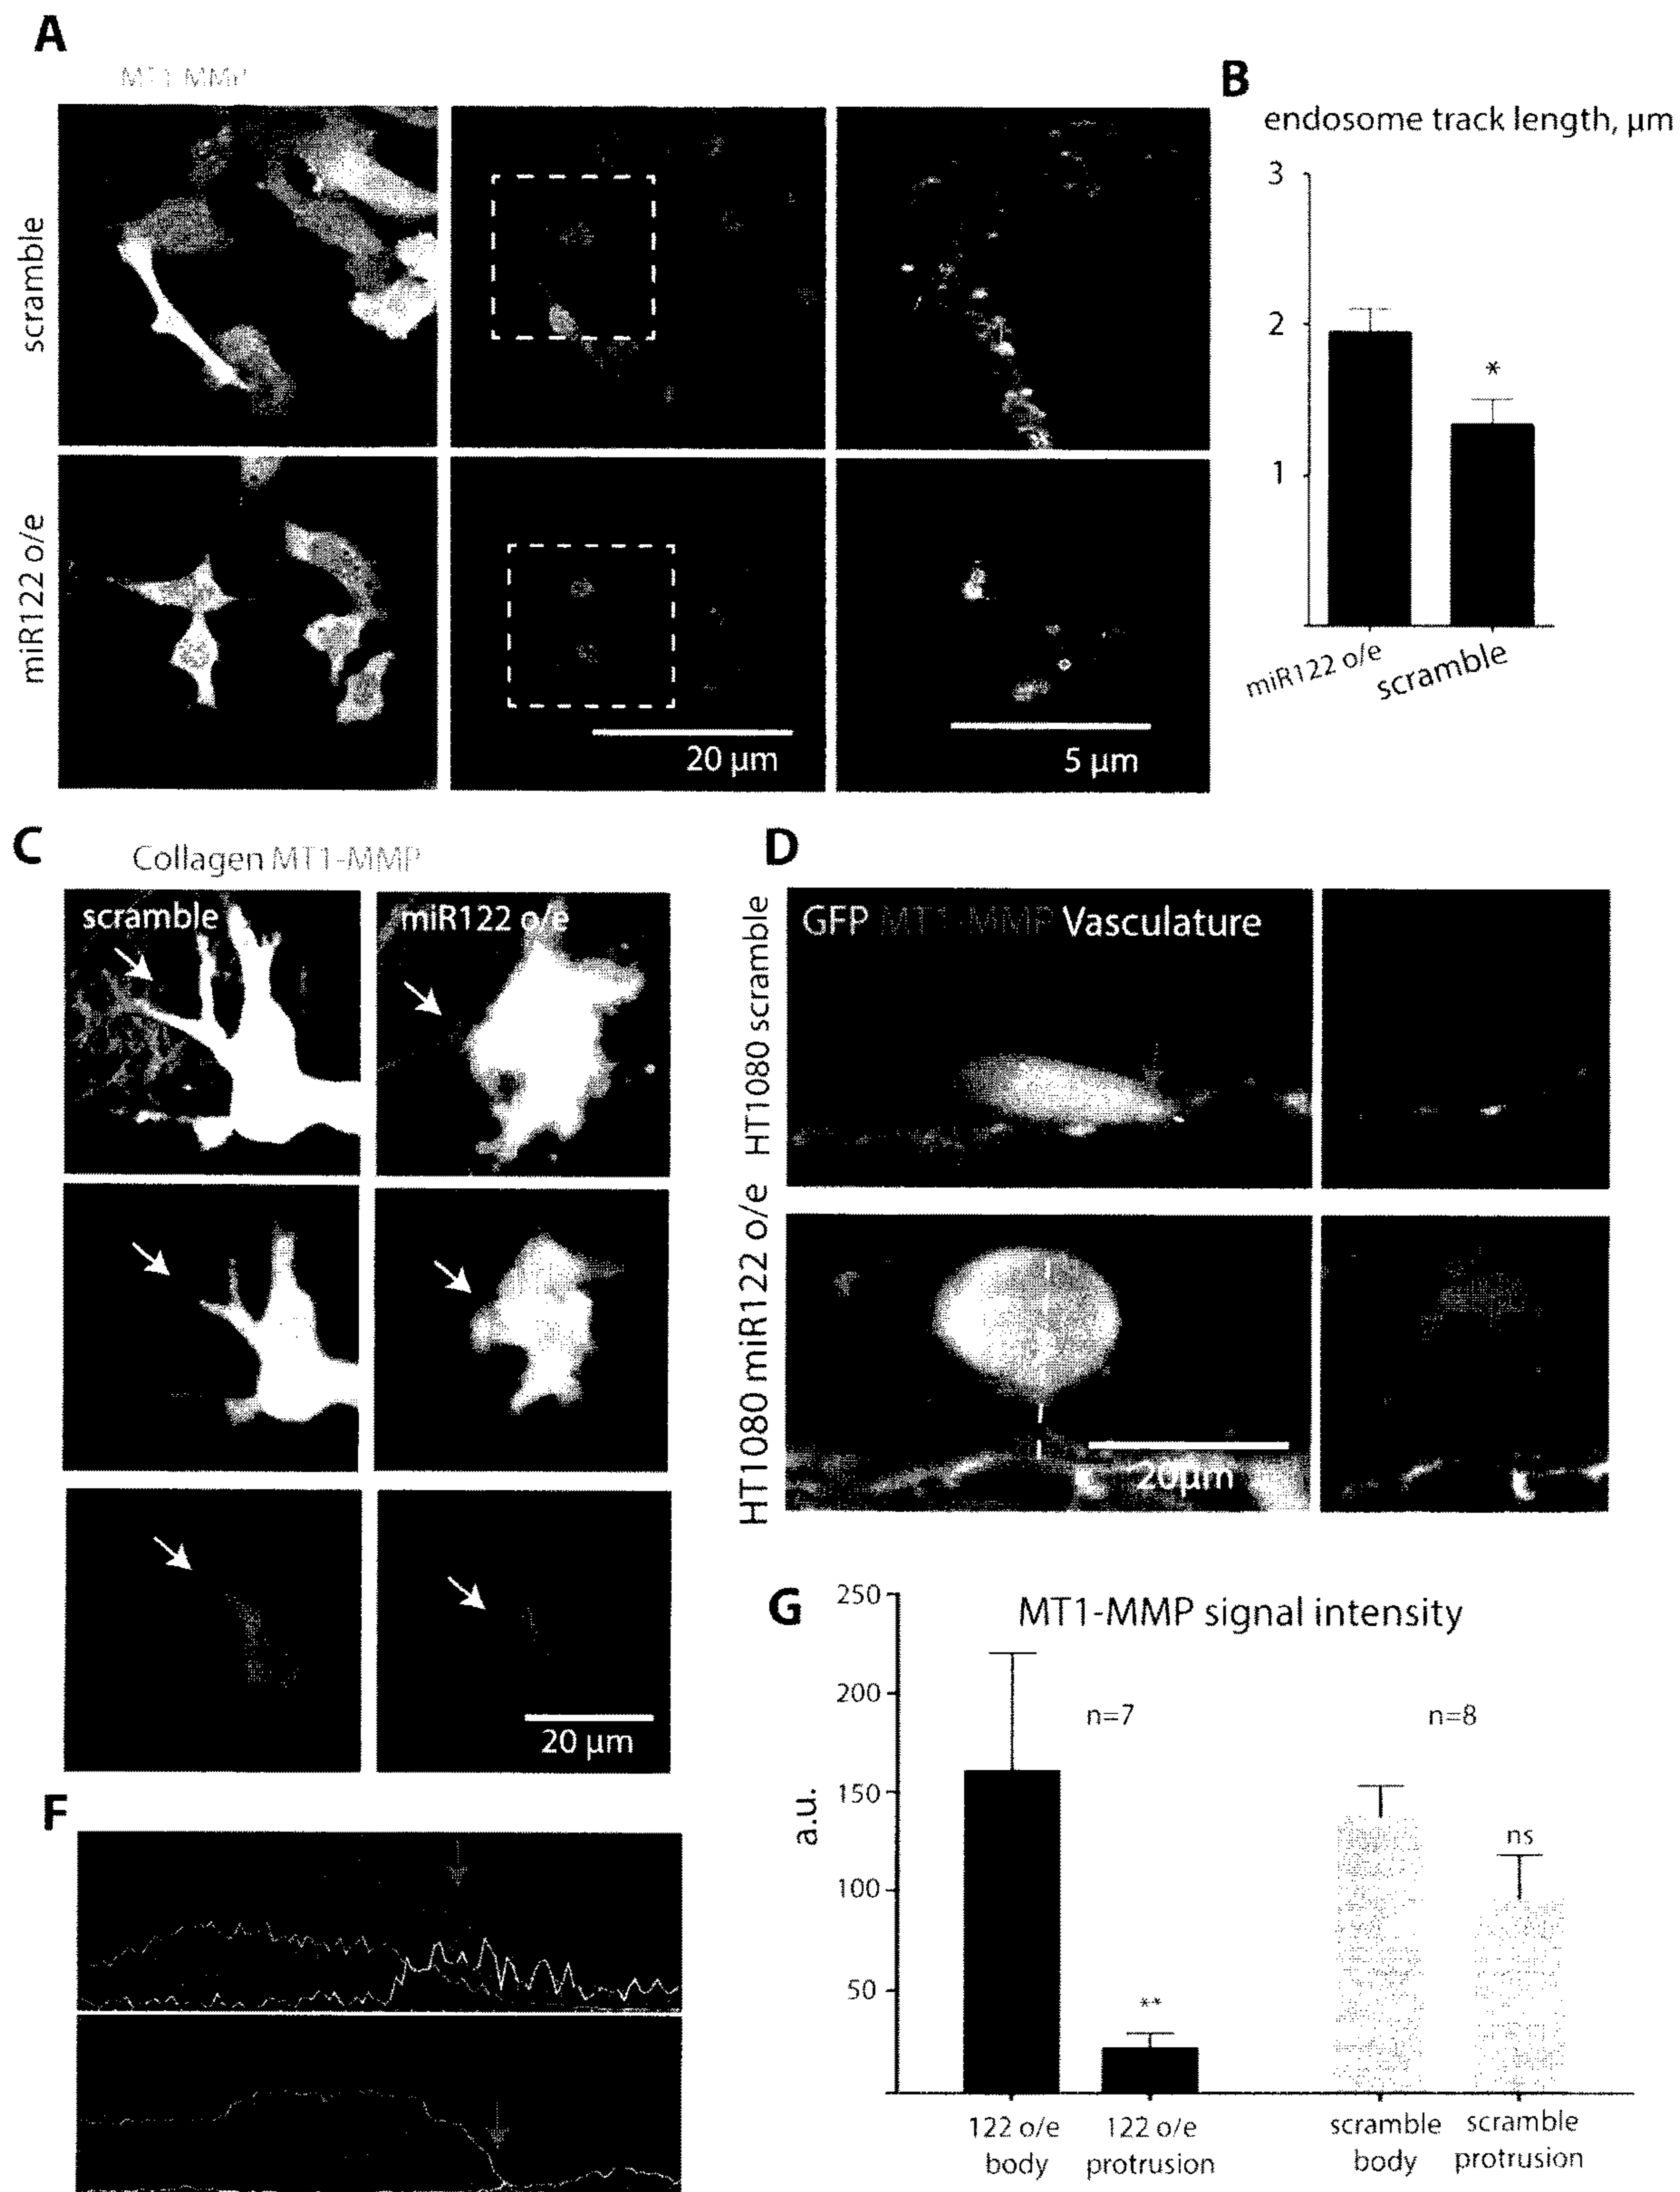 A
MT1-MMP
scramble
miR122 o/e
20 µm
5 µm
B
endosome track length, µm
3
2
1
*
miR122 o/e
scramble
C
Collagen MT1-MMP
scramble
miR122 o/e
20 µm
D
GFP MT1-MMP Vasculature
HT1080 scramble
HT1080 miR122 o/e
20µm
F
G
MT1-MMP signal intensity
a.u.
250
200
150
100
50
n=7
n=8
**
ns
122 o/e
body
122 o/e
protrusion
scramble
body
scramble
protrusion